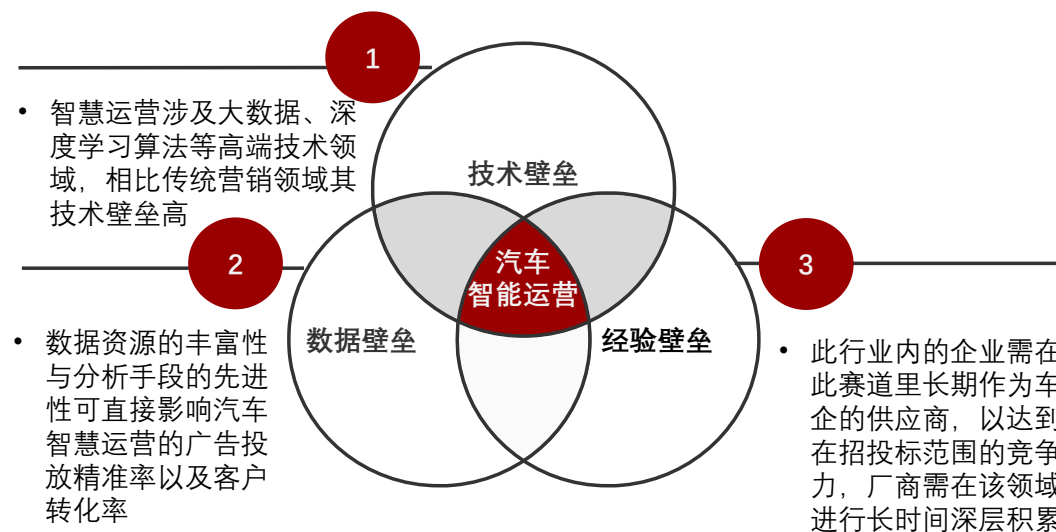 1
• 智慧运营涉及大数据、深
度学习算法等高端技术领
域，相比传统营销领域其
技术壁垒高
技术壁垒
2
• 数据资源的丰富性
与分析手段的先进
性可直接影响汽车
智慧运营的广告投
放精准率以及客户
转化率
数据壁垒
汽车
智能运营
经验壁垒
3
• 此行业内的企业需在
此赛道里长期作为车
企的供应商，以达到
在招投标范围的竞争
力，厂商需在该领域
进行长时间深层积累